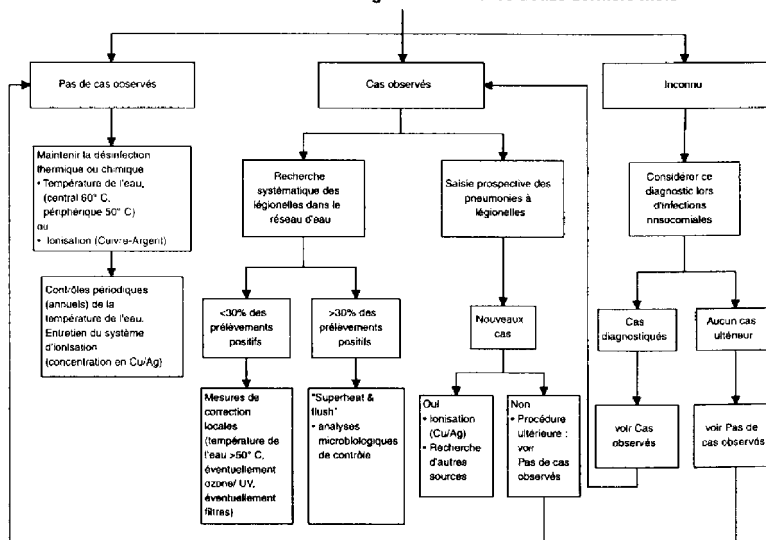 Pas de cas observés
Cas observés
Inconnu
Maintenir la désinfection
thermique ou chimique
• Température de l'eau,
(central 60° C,
périphérique 50° C)
ou
• Ionisation (Cuivre-Argent)
Recherche
systématique des
légionelles dans le
réseau d'eau
Saisie prospective des
pneumonies à
légionelles
Considérer ce
diagnostic lors
d'infections
nnsucomiales
Contrôles périodiques
(annuels) de la
température de l'eau.
Entretien du système
d'ionisation
(concentration en Cu/Ag)
<30% des
prélèvements
positifs
>30% des
prélèvements
positifs
Nouveaux
cas
Cas
diagnostiqués
Aucun cas
ultérieur
Mesures de
correction
locales
(température de
l'eau >50° C,
éventuellement
ozone/ UV,
éventuellement
filtres)
"Superheat &
flush"
• analyses
microbiologiques
de contrôle
Oui
• Ionisation
(Cu/Ag)
• Recherche
d'autres
sources
Non
• Procédure
ultérieure :
voir
Pas de cas
observés
voir Cas
observés
voir Pas de
cas observés